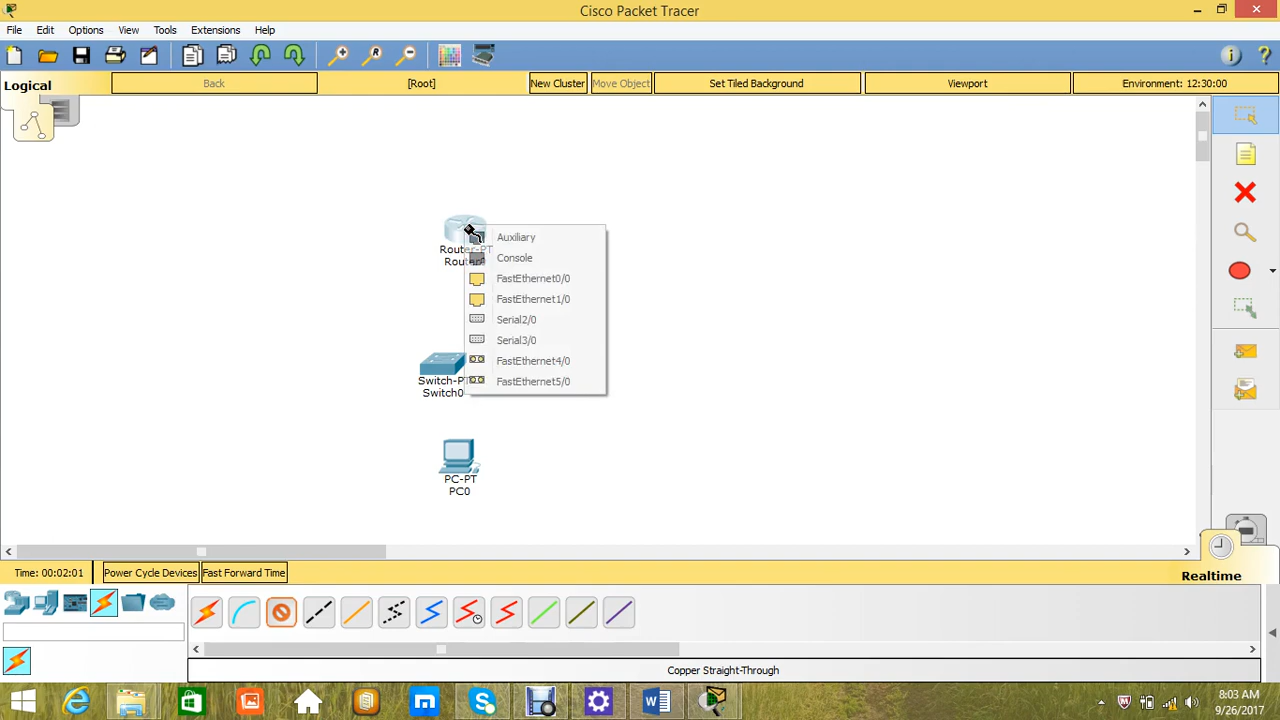 Cisco Packet Tracer
File Edit Options View Tools Extensions Help
Logical Back [Root] New Cluster Move Object Set Tiled Background Viewport Environment: 12:30:00
Router-PT
Auxiliary
Console
FastEthernet0/0
FastEthernet1/0
Serial2/0
Serial3/0
FastEthernet4/0
FastEthernet5/0
Switch0
PC-PT
PC0
Time: 00:02:01 Power Cycle Devices Fast Forward Time
Realtime
Copper Straight-Through
8:03 AM
9/26/2017